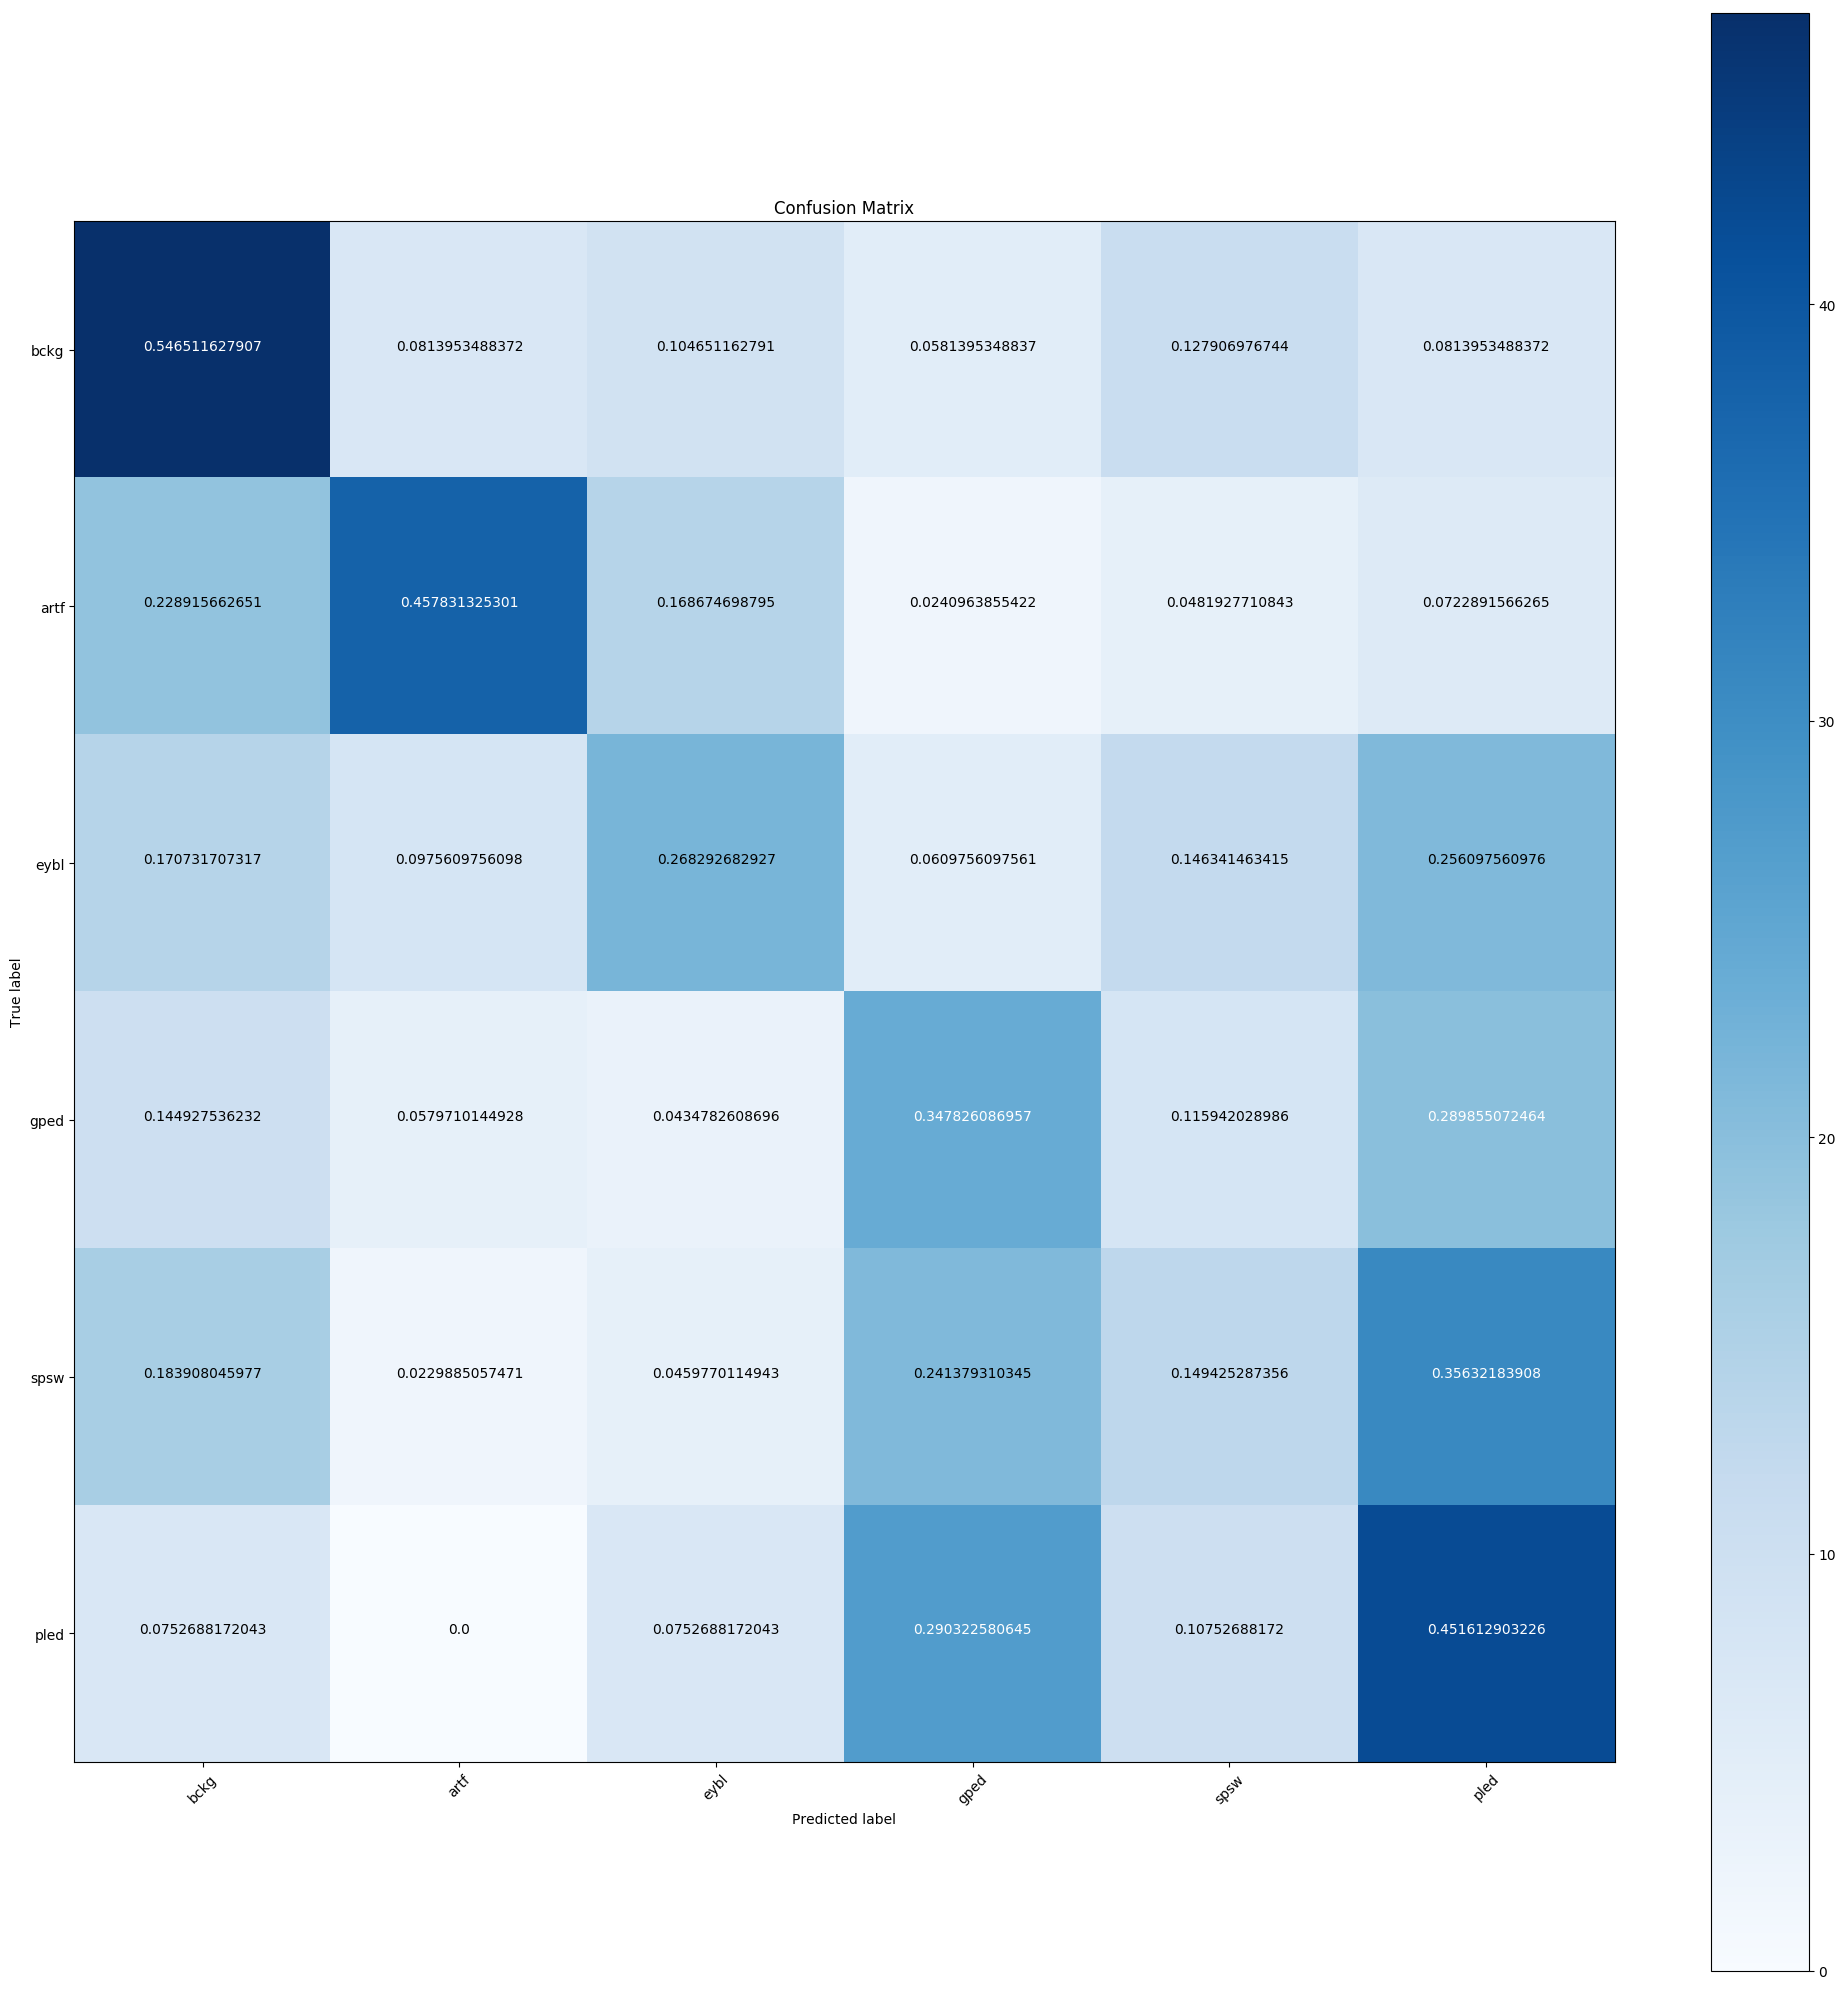 Confusion Matrix
bckg 0.546511627907 0.0813953488372 0.104651162791 0.0581395348837 0.127906976744 0.0813953488372
artf 0.228915662651 0.457831325301 0.168674698795 0.0240963855422 0.0481927710843 0.0722891566265
eybl 0.170731707317 0.0975609756098 0.268292682927 0.0609756097561 0.146341463415 0.256097560976
gped 0.144927536232 0.0579710144928 0.0434782608696 0.347826086957 0.115942028986 0.289855072464
spsw 0.183908045977 0.0229885057471 0.0459770114943 0.241379310345 0.149425287356 0.35632183908
pled 0.0752688172043 0.0 0.0752688172043 0.290322580645 0.10752688172 0.451612903226
bckg artf eybl gped spsw pled
Predicted label
True label
40
30
20
10
0